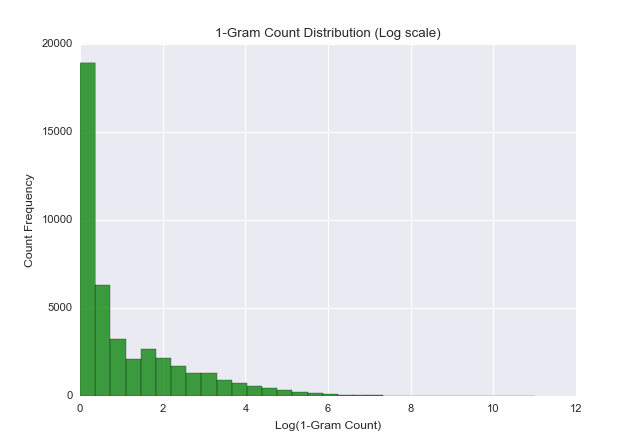 1-Gram Count Distribution (Log scale)
20000
15000
10000
5000
0
Count Frequency
0 2 4 6 8 10 12
Log(1-Gram Count)